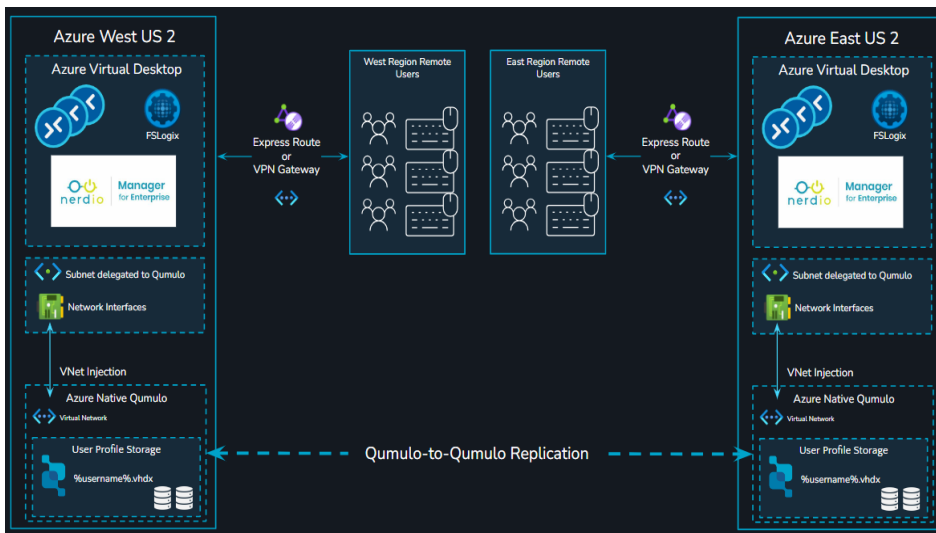 Azure West US 2
Azure Virtual Desktop
FSLogix
nerdio
Manager
for Enterprise
Subnet delegated to Qumulo
Network Interfaces
VNet Injection
Azure Native Qumulo
Virtual Network
User Profile Storage
%username%.vhdx
Express Route
or
VPN Gateway
West Region Remote
Users
East Region Remote
Users
Express Route
or
VPN Gateway
Qumulo-to-Qumulo Replication
Azure East US 2
Azure Virtual Desktop
FSLogix
nerdio
Manager
for Enterprise
Subnet delegated to Qumulo
Network Interfaces
VNet Injection
Azure Native Qumulo
Virtual Network
User Profile Storage
%username%.vhdx